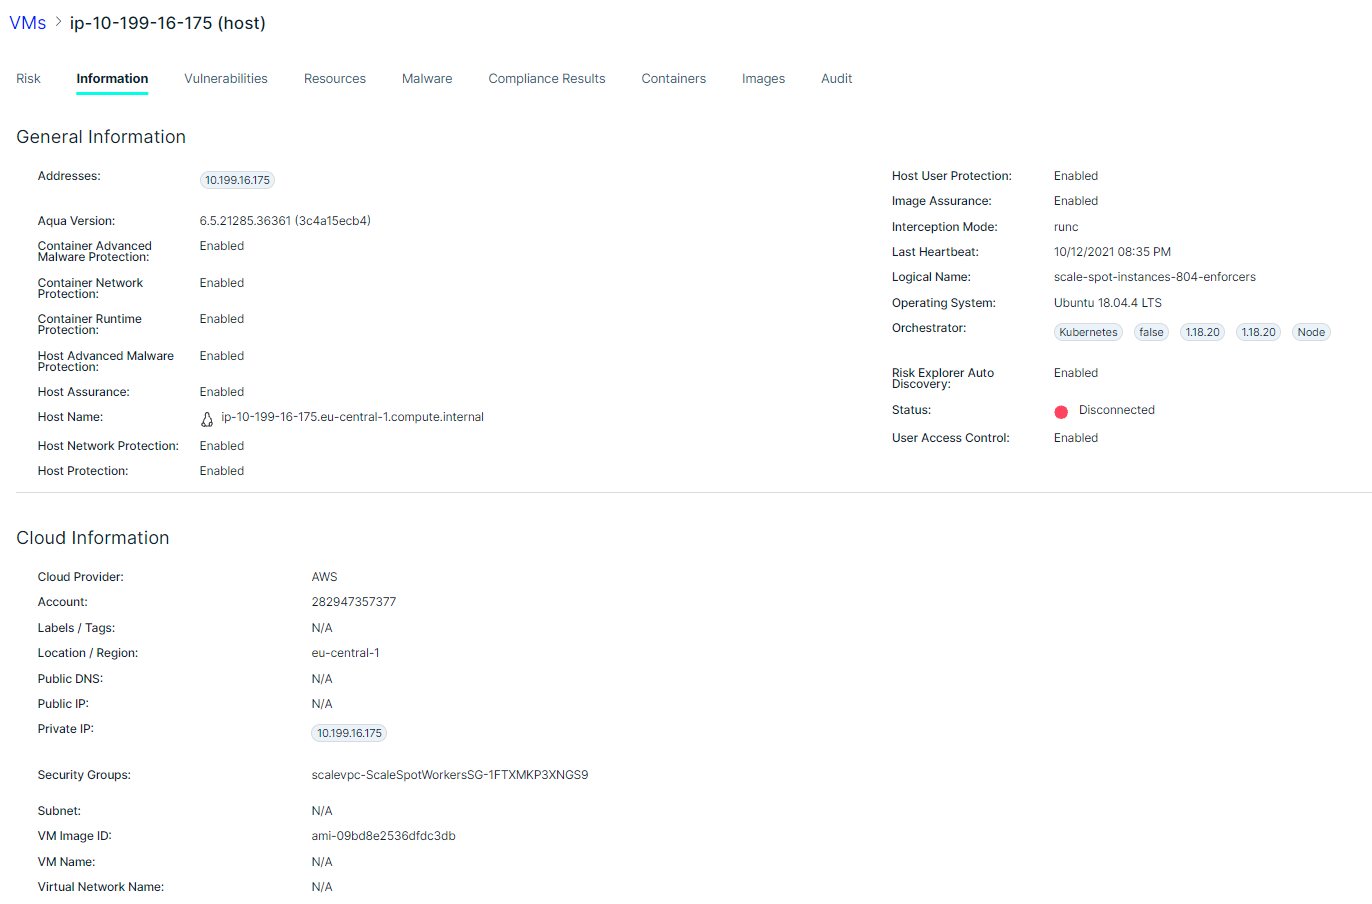 VMs > ip-10-199-16-175 (host)
Risk Information Vulnerabilities Resources Malware Compliance Results Containers Images Audit
General Information
Addresses: 10.199.16.175
Aqua Version: 6.5.21285.36361 (3c4a15ecb4)
Container Advanced
Malware Protection: Enabled
Container Network
Protection: Enabled
Container Runtime
Protection: Enabled
Host Advanced Malware
Protection: Enabled
Host Assurance: Enabled
Host Name: ip-10-199-16-175.eu-central-1.compute.internal
Host Network Protection: Enabled
Host Protection: Enabled
Host User Protection: Enabled
Image Assurance: Enabled
Interception Mode: runc
Last Heartbeat: 10/12/2021 08:35 PM
Logical Name: scale-spot-instances-804-enforcers
Operating System: Ubuntu 18.04.4 LTS
Orchestrator: Kubernetes false 1.18.20 1.18.20 Node
Risk Explorer Auto
Discovery: Enabled
Status: Disconnected
User Access Control: Enabled
Cloud Information
Cloud Provider: AWS
Account: 282947357377
Labels / Tags: N/A
Location / Region: eu-central-1
Public DNS: N/A
Public IP: N/A
Private IP: 10.199.16.175
Security Groups: scalevpc-ScaleSpotWorkersSG-1FTXMKP3XNGS9
Subnet: N/A
VM Image ID: ami-09bd8e2536dfdc3db
VM Name: N/A
Virtual Network Name: N/A